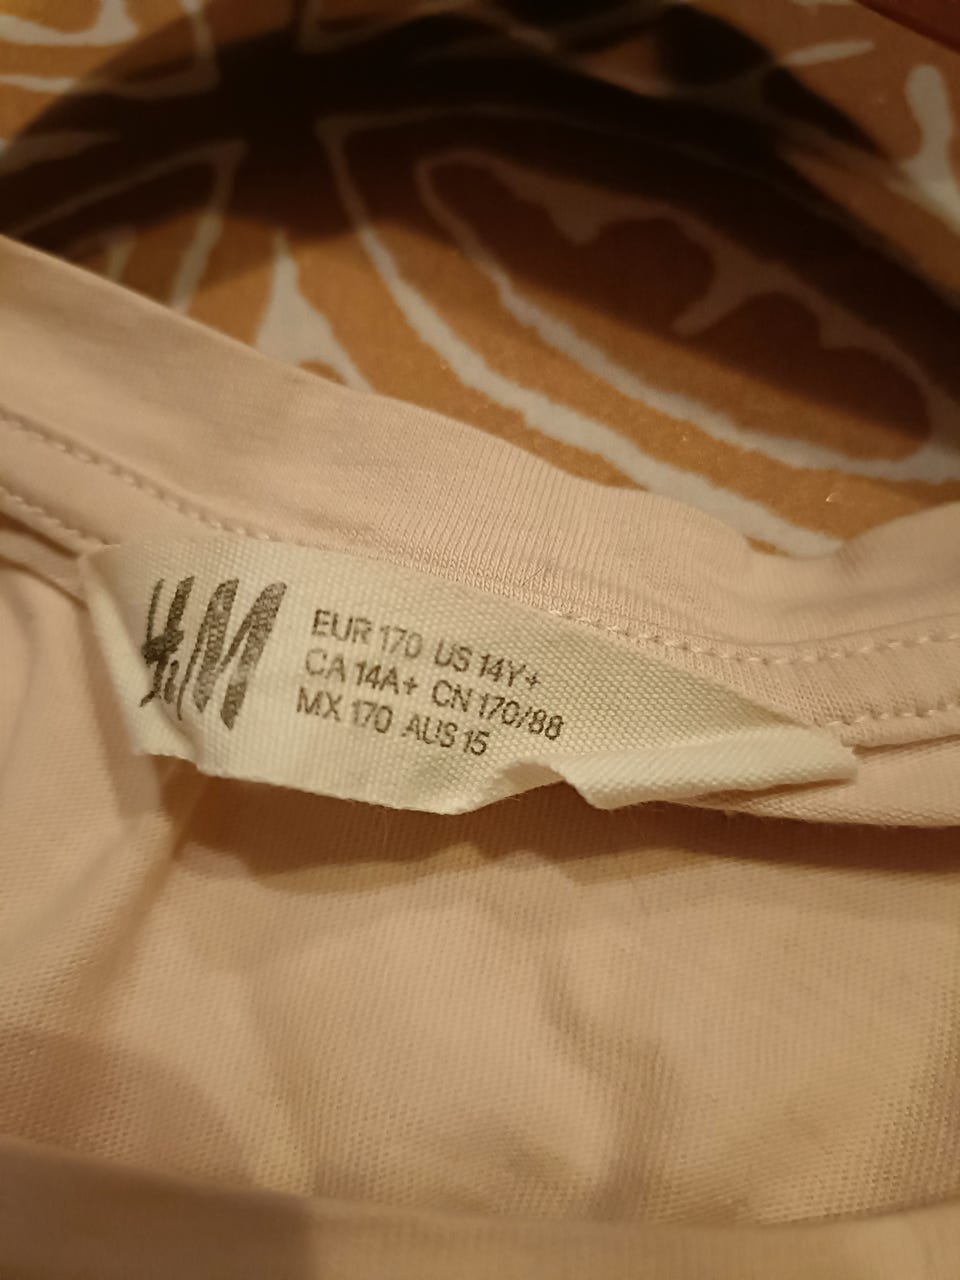 H&M
EUR 170 US 14Y+
CA 14A+ CN 170/88
MX 170 AUS 15